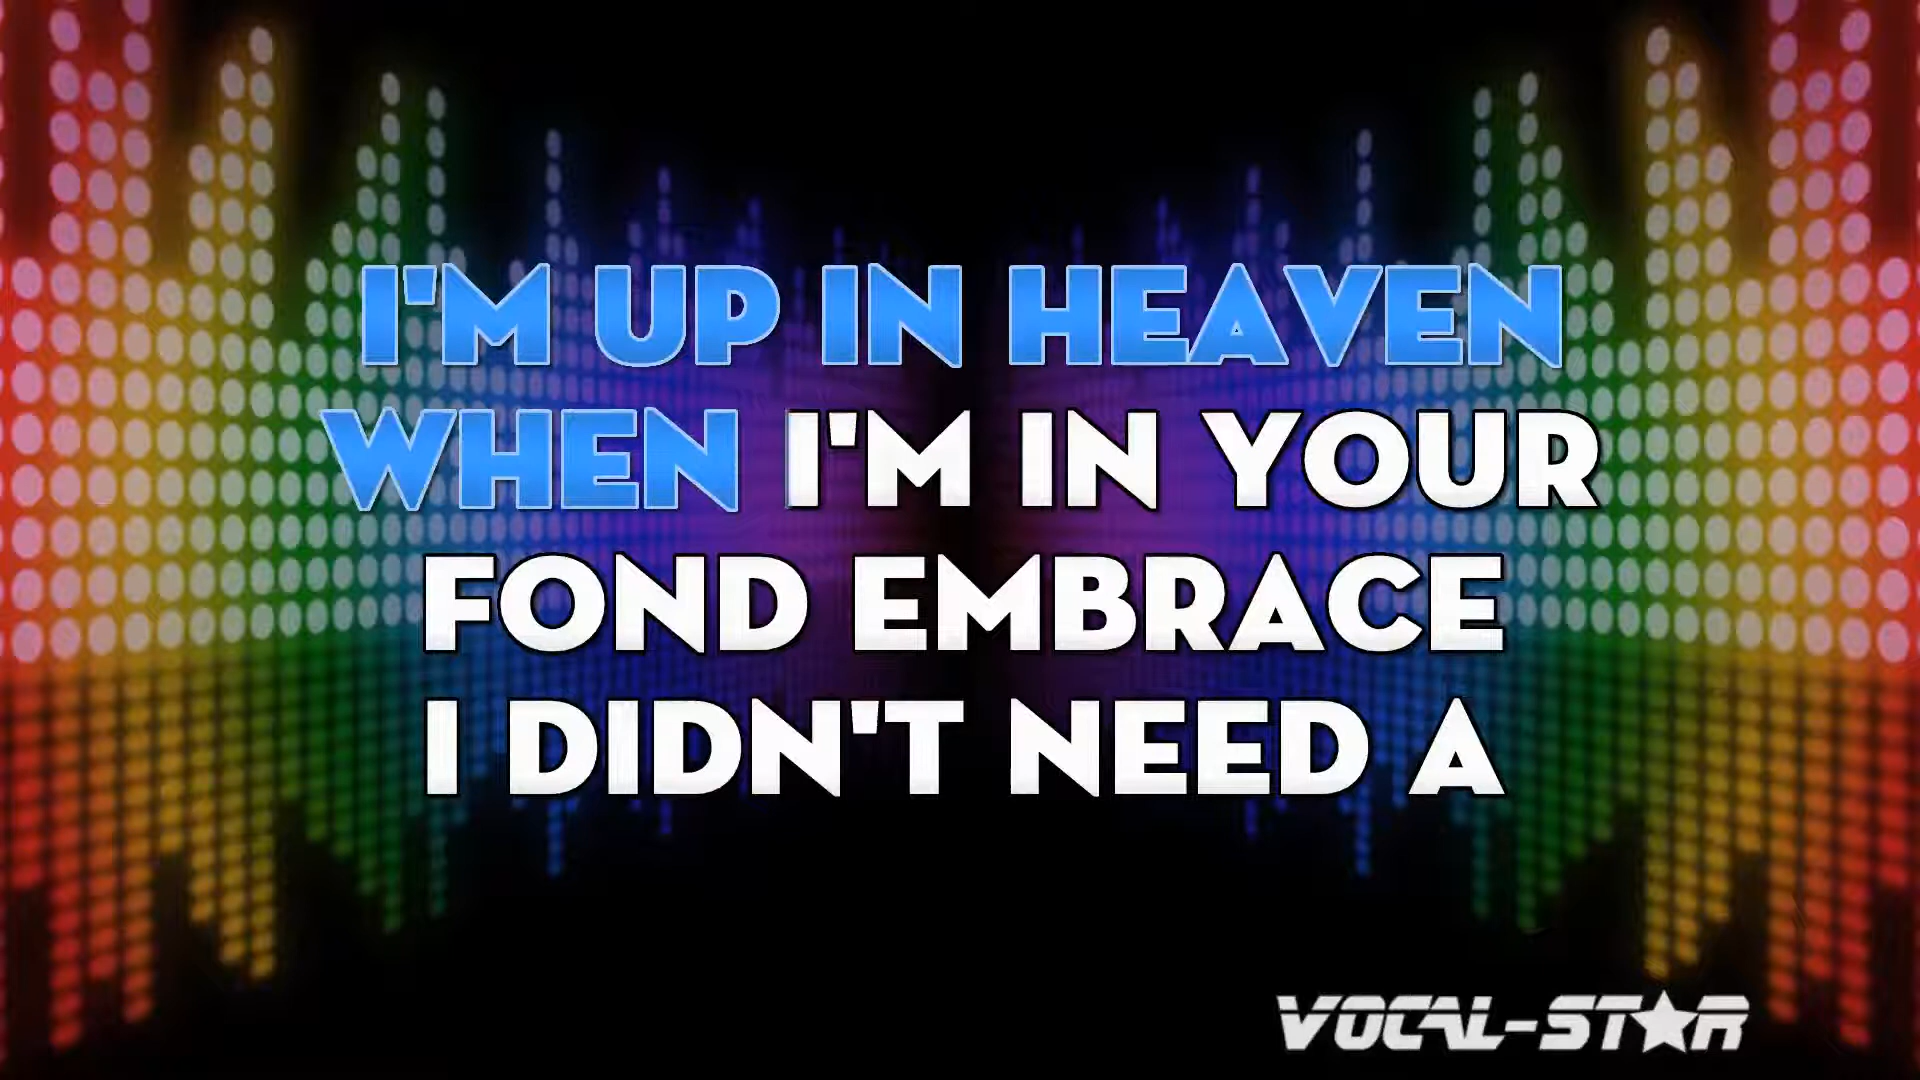 I'M UP IN HEAVEN
WHEN I'M IN YOUR
FOND EMBRACE
I DIDN'T NEED A
VOCAL-STAR